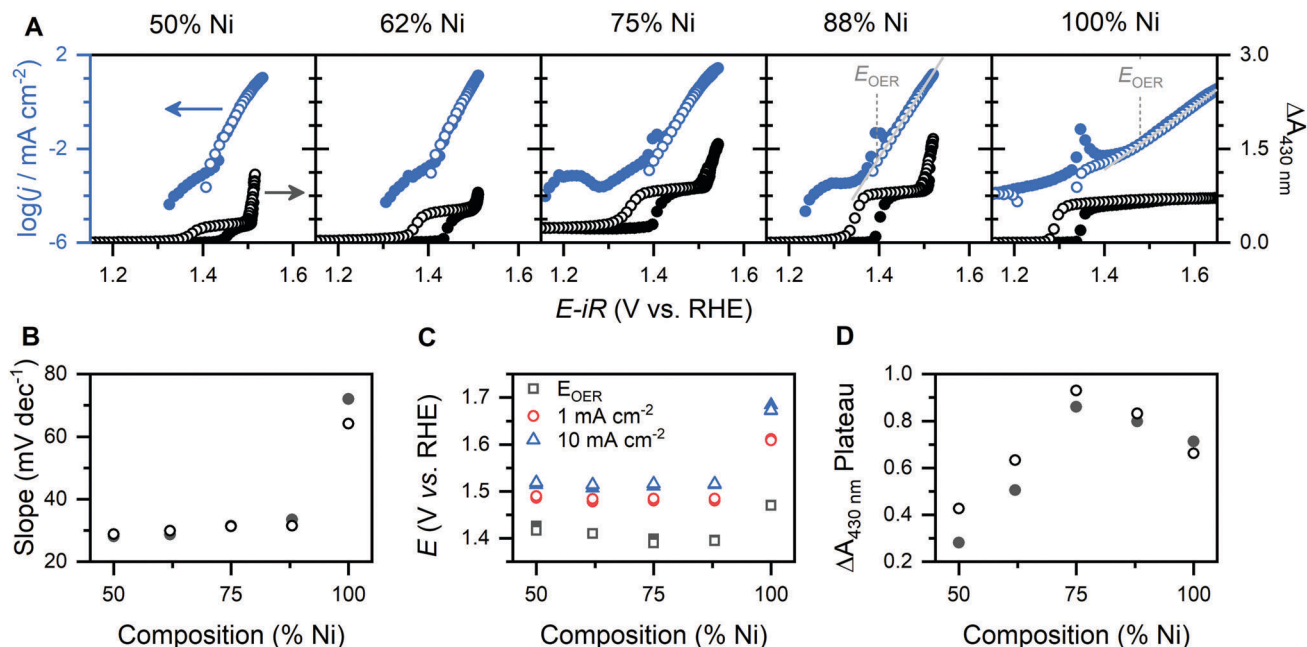 A
50% Ni
62% Ni
75% Ni
88% Ni
100% Ni
log(j / mA cm⁻²)
2
-2
-6
E_OER
E_OER
3.0
1.5
0.0
ΔA_430 nm
1.2 1.4 1.6
1.2 1.4 1.6
1.2 1.4 1.6
1.2 1.4 1.6
1.2 1.4 1.6
E-iR (V vs. RHE)
B
Slope (mV dec⁻¹)
80
60
40
20
50 75 100
Composition (% Ni)
C
E (V vs. RHE)
1.7
1.6
1.5
1.4
E_OER
1 mA cm⁻²
10 mA cm⁻²
50 75 100
Composition (% Ni)
D
ΔA_430 nm Plateau
1.0
0.8
0.6
0.4
0.2
50 75 100
Composition (% Ni)